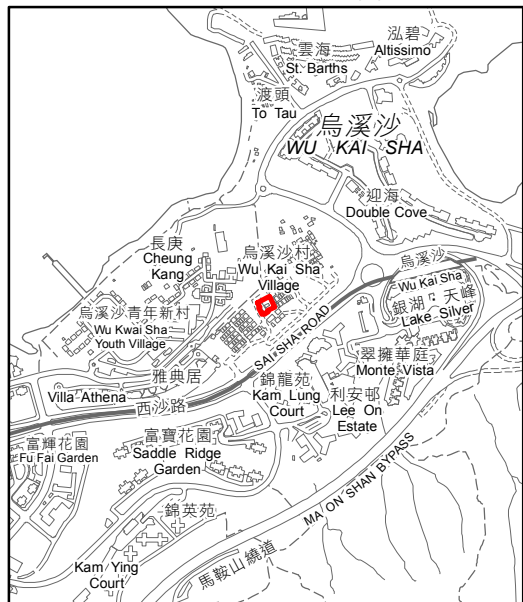 泓碧
Altissimo
雲海
St. Barths
渡頭
To Tau
烏溪沙
WU KAI SHA
迎海
Double Cove
長庚
Cheung
Kang
烏溪沙村
Wu Kai Sha
Village
烏溪沙
Wu Kai Sha
銀湖．天峰
Lake Silver
烏溪沙青年新村
Wu Kwai Sha
Youth Village
SAI SHA ROAD
翠擁華庭
Monte Vista
雅典居
Villa Athena
西沙路
錦龍苑
Kam Lung
Court
利安邨
Lee On
Estate
富輝花園
Fu Fai Garden
富寶花園
Saddle Ridge
Garden
MA ON SHAN BYPASS
錦英苑
Kam Ying
Court
馬鞍山繞道